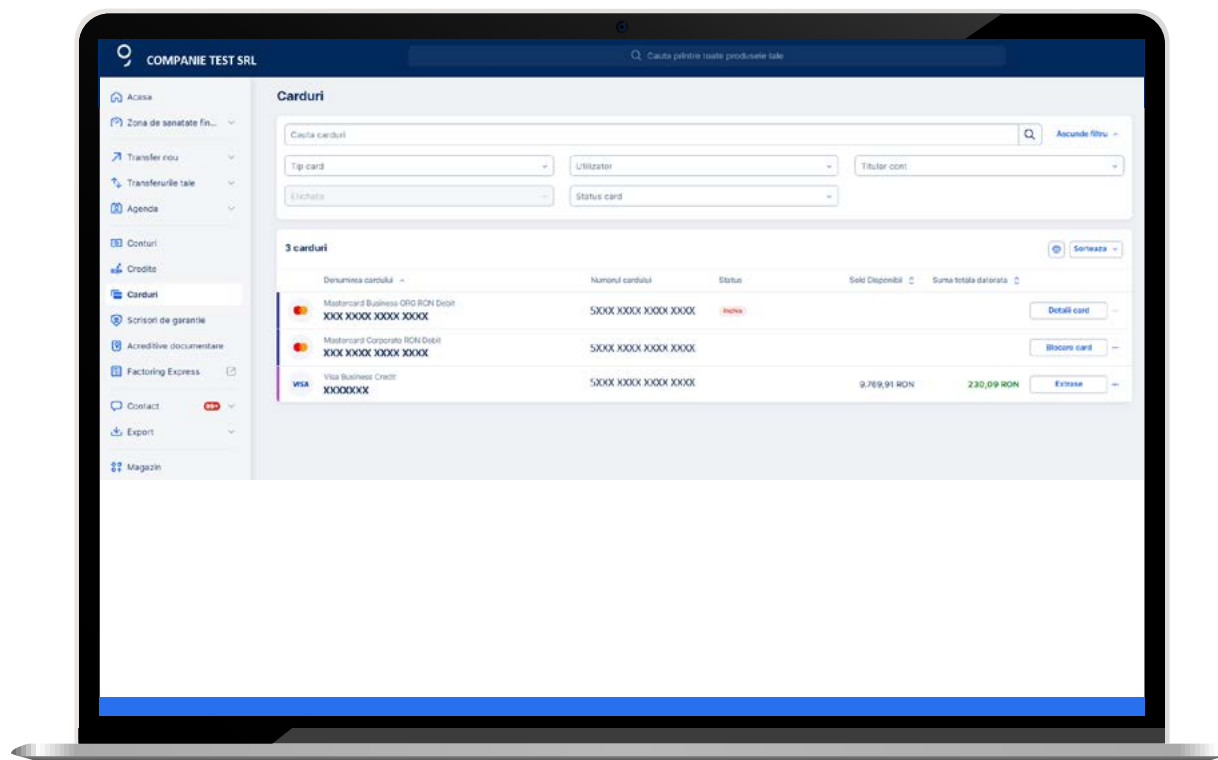 COMPANIE TEST SRL
Cauta printre toate produsele tale
Acasa
Zona de sanatate fin...
Transfer nou
Transferurile tale
Agenda
Conturi
Credite
Carduri
Scrisori de garantie
Acreditive documentare
Factoring Express
Contact 99+
Export
Magazin
Carduri
Cauta carduri
Ascunde filtru
Tip card Utilizator Titular cont
Etichete Status card
3 carduri Sorteaza
Denumirea cardului Numarul cardului Status Sold Disponibil Suma totala datorata
Mastercard Business ORO RON Debit
XXX XXXX XXXX XXXX 5XXX XXXX XXXX XXXX Inchis Detalii card
Mastercard Corporate RON Debit
XXX XXXX XXXX XXXX 5XXX XXXX XXXX XXXX Blocare card
VISA Visa Business Credit
XXXXXXX 5XXX XXXX XXXX XXXX 9.769,91 RON 230,09 RON Extrase